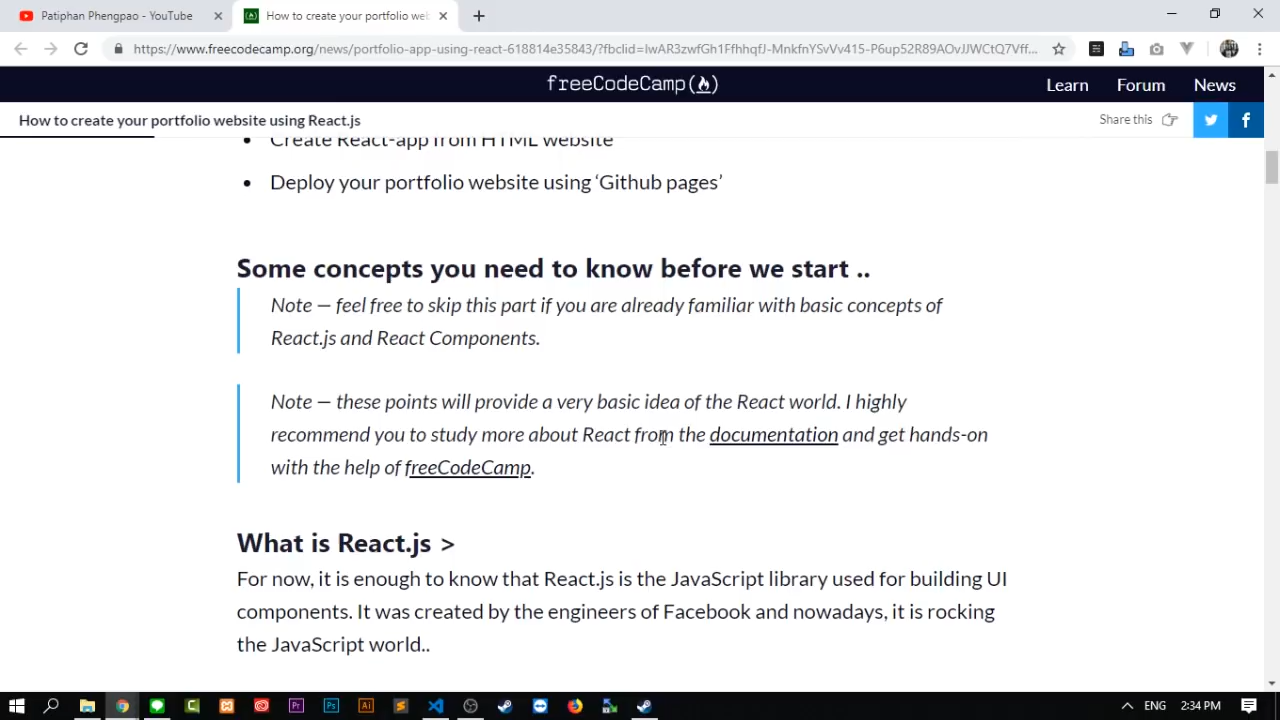 Patiphan Phengpao - YouTube
How to create your portfolio web
https://www.freecodecamp.org/news/portfolio-app-using-react-618814e35843/?fbclid=IwAR3zwfGh1FfhhqfJ-MnkfnYSvVv415-P6up52R89AOvJJWCtQ7Vff...
freeCodeCamp
Learn Forum News
How to create your portfolio website using React.js
Share this
Create React-app from HTML website
Deploy your portfolio website using ‘Github pages’
Some concepts you need to know before we start ..
Note — feel free to skip this part if you are already familiar with basic concepts of
React.js and React Components.
Note — these points will provide a very basic idea of the React world. I highly
recommend you to study more about React from the documentation and get hands-on
with the help of freeCodeCamp.
What is React.js >
For now, it is enough to know that React.js is the JavaScript library used for building UI
components. It was created by the engineers of Facebook and nowadays, it is rocking
the JavaScript world..
ENG 2:34 PM